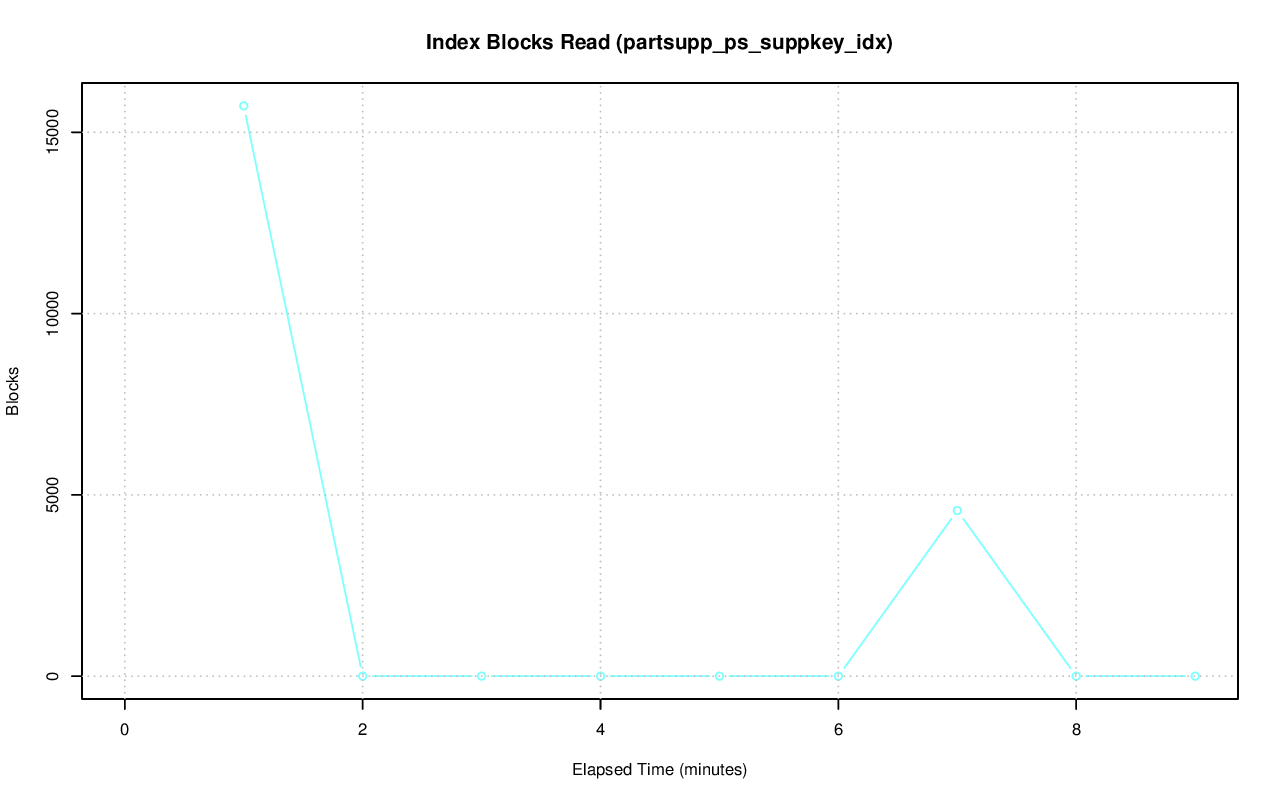 Index Blocks Read (partsupp_ps_suppkey_idx)
Blocks
15000
10000
5000
0
0 2 4 6 8
Elapsed Time (minutes)